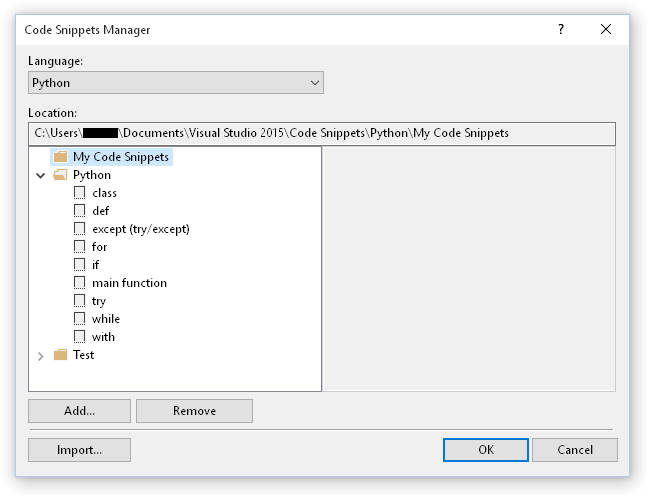 Code Snippets Manager
?
Language:
Python
Location:
C:\Users\ \Documents\Visual Studio 2015\Code Snippets\Python\My Code Snippets
My Code Snippets
Python
class
def
except (try/except)
for
if
main function
try
while
with
Test
Add...
Remove
Import...
OK
Cancel